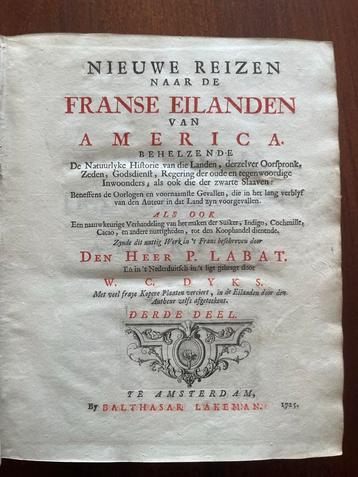 NIEUWE REIZEN
NAAR DE
FRANSE EILANDEN
VAN
AMERICA.
BEHELZENDE
De Natuurlyke Historie van die Landen, derzelver Oorspronk,
Zeden, Godsdienst, Regering der oude en tegenwoordige
Inwoonders, als ook die der zwarte Slaaven:
Beneffens de Oorlogen en voornaamste Gevallen, die in het lang verblyf
van den Auteur in dat Land zyn voorgevallen.
ALS OOK
Een nauwkeurige Verhandeling van het maken der Suiker, Indigo, Cochenille,
Cacao, en andere nuttigheden, tot den Koophandel dienende.
Zynde dit nuttig Werk in 't Frans beschreven door
DEN HEER P. LABAT.
En in 't Nederduitsch in 't ligt gebragt door
W. C. DYKS.
Met veel fraye Kopere Plaaten verciert, in de Eilanden door den
Autheur zelfs afgetekent.
DERDE DEEL.
TE AMSTERDAM,
By BALTHASAR LAKEMAN. 1725.